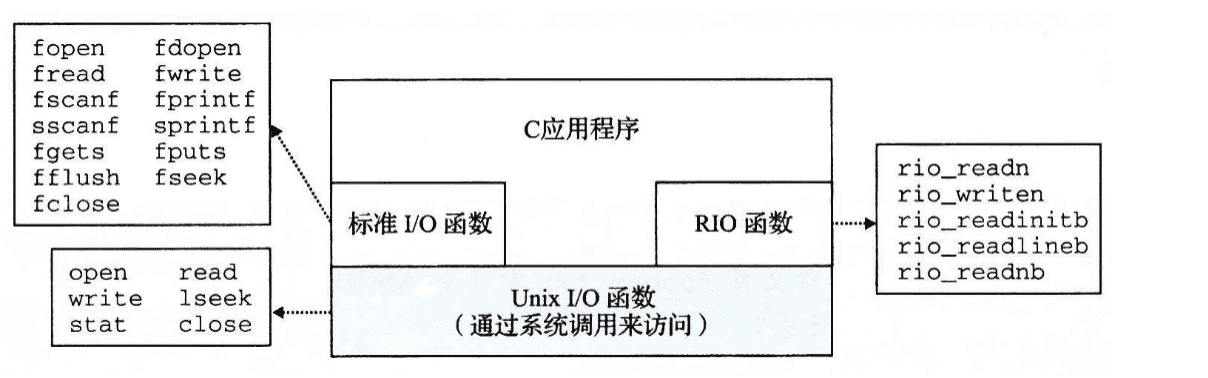 fopen fdopen
fread fwrite
fscanf fprintf
sscanf sprintf
fgets fputs
fflush fseek
fclose
open read
write lseek
stat close
C应用程序
标准 I/O 函数
RIO 函数
Unix I/O 函数
（通过系统调用来访问）
rio_readn
rio_writen
rio_readinitb
rio_readlineb
rio_readnb